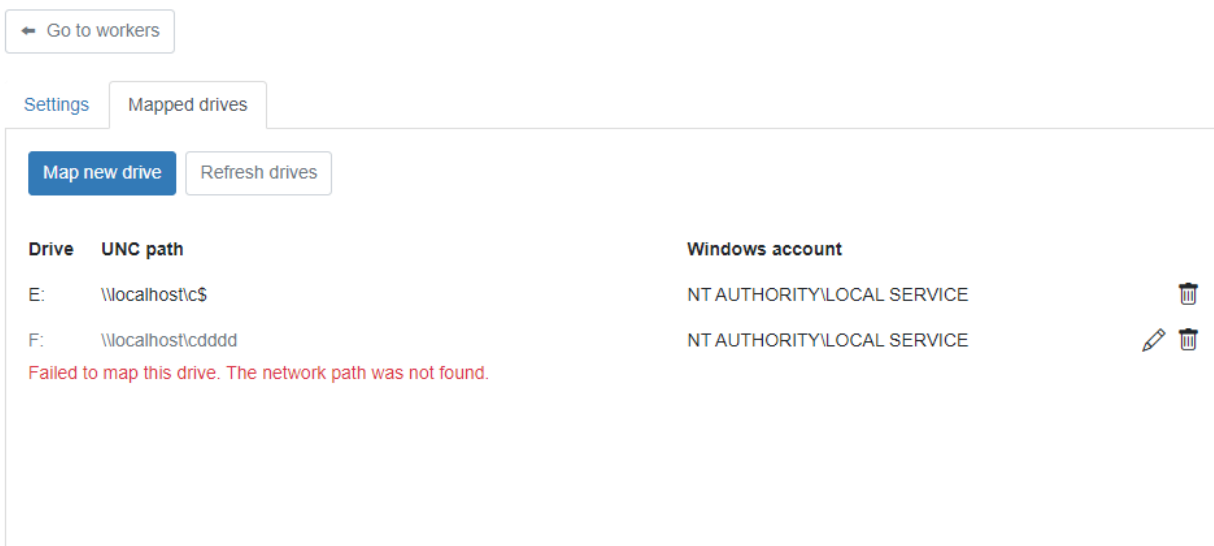 Go to workers
Settings Mapped drives
Map new drive Refresh drives
Drive UNC path Windows account
E: \\localhost\c$ NT AUTHORITY\LOCAL SERVICE
F: \\localhost\cdddd NT AUTHORITY\LOCAL SERVICE
Failed to map this drive. The network path was not found.